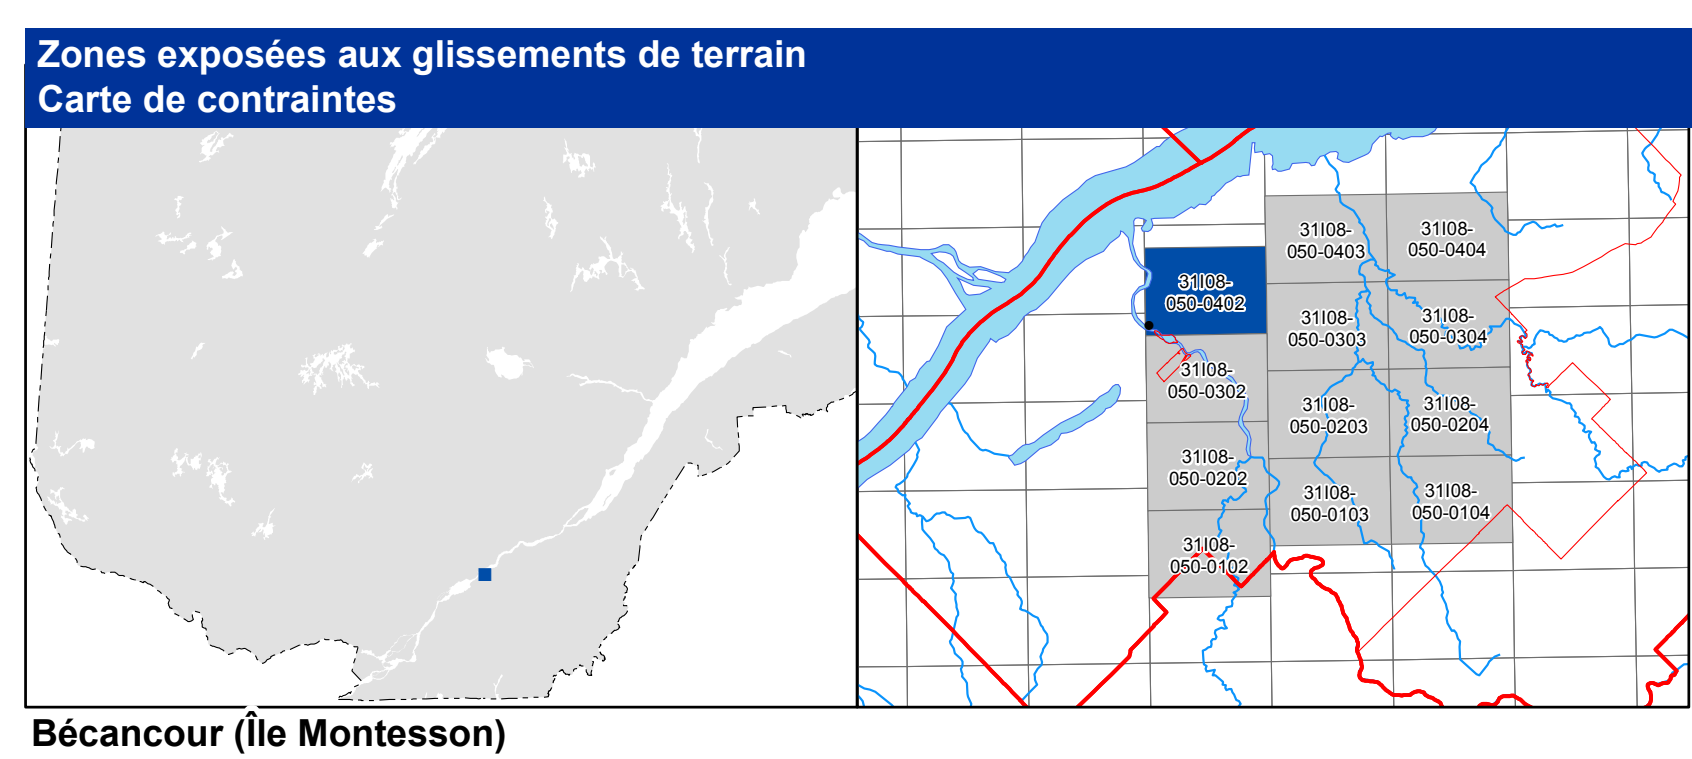 Zones exposées aux glissements de terrain
Carte de contraintes
31I08-
050-0403
31I08-
050-0404
31I08-
050-0402
31I08-
050-0303
31I08-
050-0304
31I08-
050-0302
31I08-
050-0203
31I08-
050-0204
31I08-
050-0202
31I08-
050-0103
31I08-
050-0104
31I08-
050-0102
Bécancour (Île Montesson)